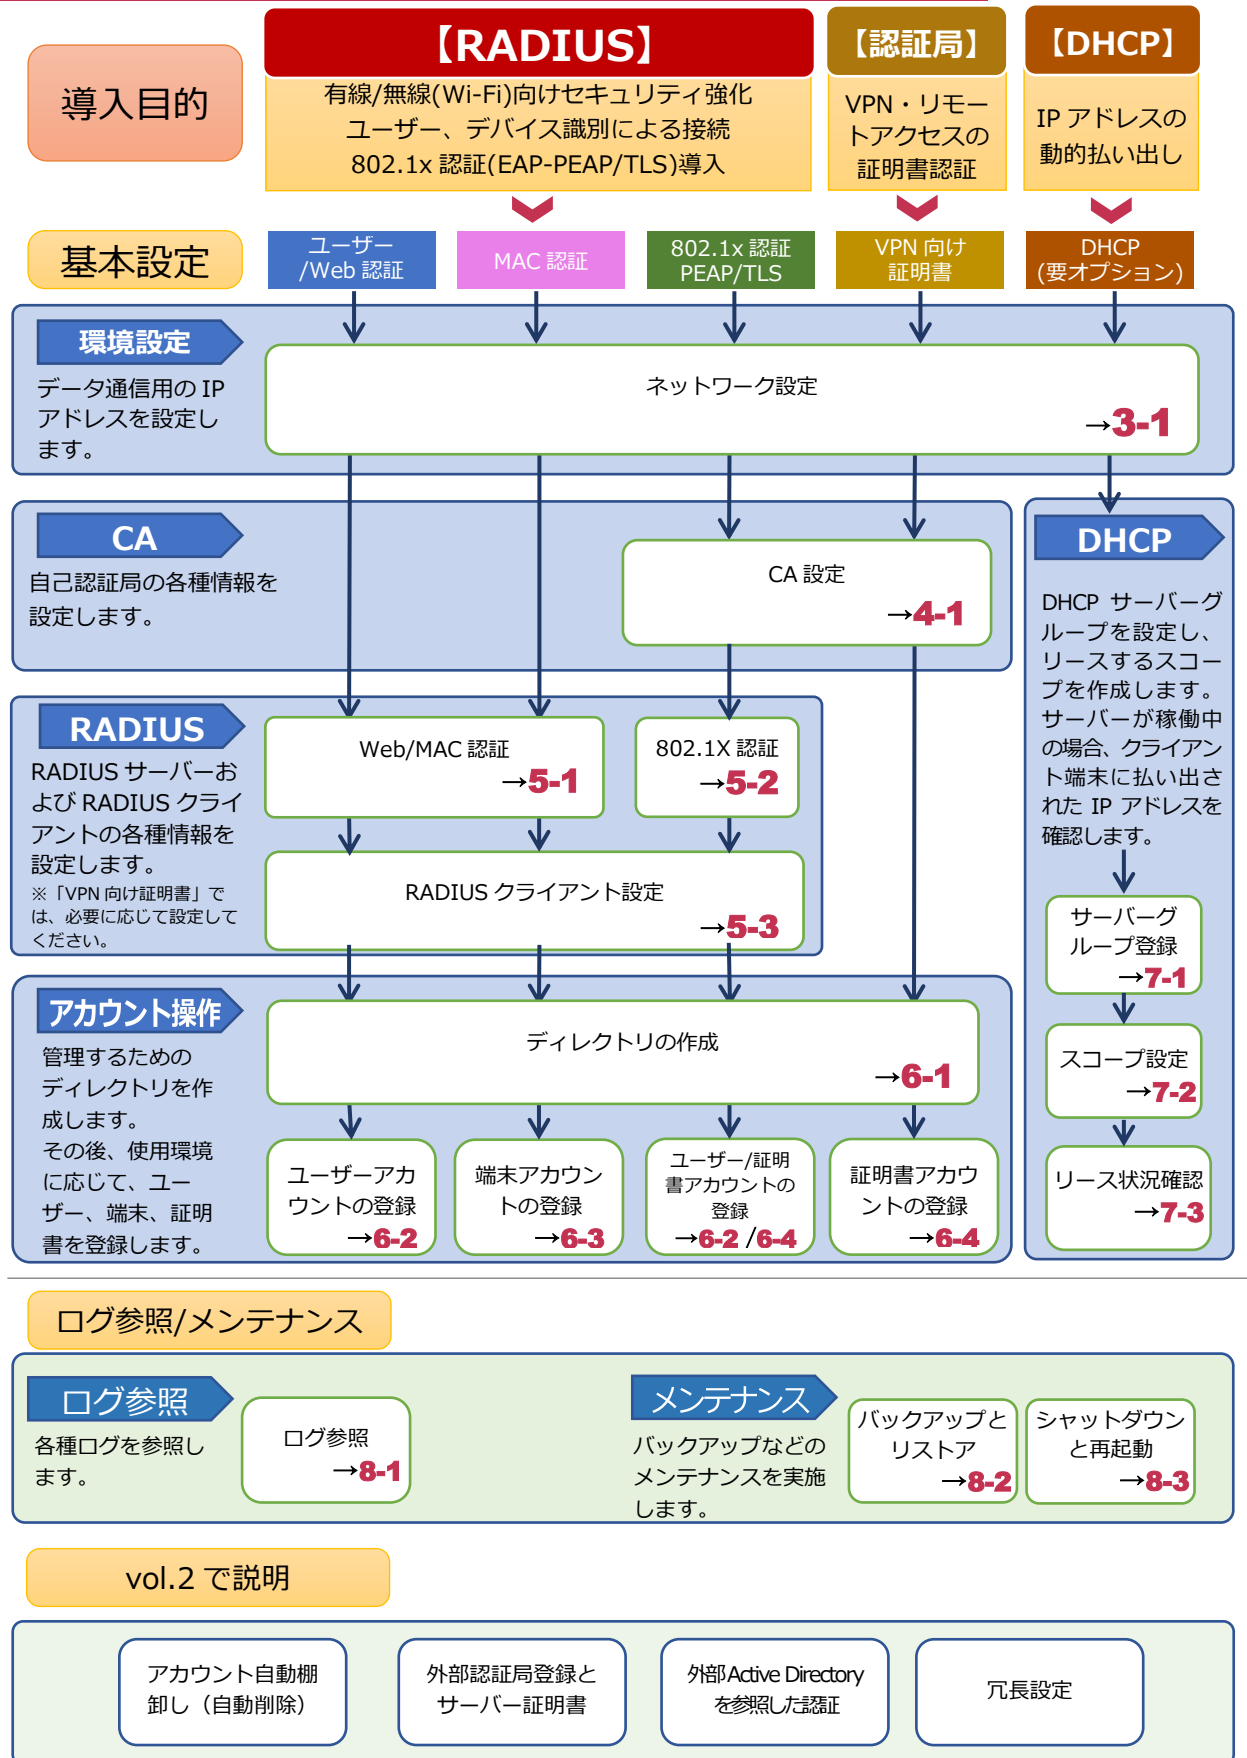 導入目的
【RADIUS】
有線/無線(Wi-Fi)向けセキュリティ強化
ユーザー、デバイス識別による接続
802.1x 認証(EAP-PEAP/TLS)導入
【認証局】
VPN・リモー
トアクセスの
証明書認証
【DHCP】
IP アドレスの
動的払い出し
基本設定
ユーザー
/Web 認証
MAC 認証
802.1x 認証
PEAP/TLS
VPN 向け
証明書
DHCP
(要オプション)
環境設定
データ通信用の IP
アドレスを設定し
ます。
ネットワーク設定
→3-1
CA
自己認証局の各種情報を
設定します。
CA 設定
→4-1
RADIUS
RADIUS サーバーお
よび RADIUS クライ
アントの各種情報を
設定します。
※「VPN 向け証明書」で
は、必要に応じて設定して
ください。
Web/MAC 認証
→5-1
802.1X 認証
→5-2
RADIUS クライアント設定
→5-3
アカウント操作
管理するための
ディレクトリを作
成します。
その後、使用環境
に応じて、ユー
ザー、端末、証明
書を登録します。
ディレクトリの作成
→6-1
ユーザーアカ
ウントの登録
→6-2
端末アカウン
トの登録
→6-3
ユーザー/証明
書アカウントの
登録
→6-2 /6-4
証明書アカウ
ントの登録
→6-4
DHCP
DHCP サーバーグ
ループを設定し、
リースするスコー
プを作成します。
サーバーが稼働中
の場合、クライアン
ト端末に払い出さ
れた IP アドレスを
確認します。
サーバーグ
ループ登録
→7-1
スコープ設定
→7-2
リース状況確認
→7-3
ログ参照/メンテナンス
ログ参照
各種ログを参照し
ます。
ログ参照
→8-1
メンテナンス
バックアップなどの
メンテナンスを実施
します。
バックアップと
リストア
→8-2
シャットダウン
と再起動
→8-3
vol.2 で説明
アカウント自動棚
卸し（自動削除）
外部認証局登録と
サーバー証明書
外部 Active Directory
を参照した認証
冗長設定